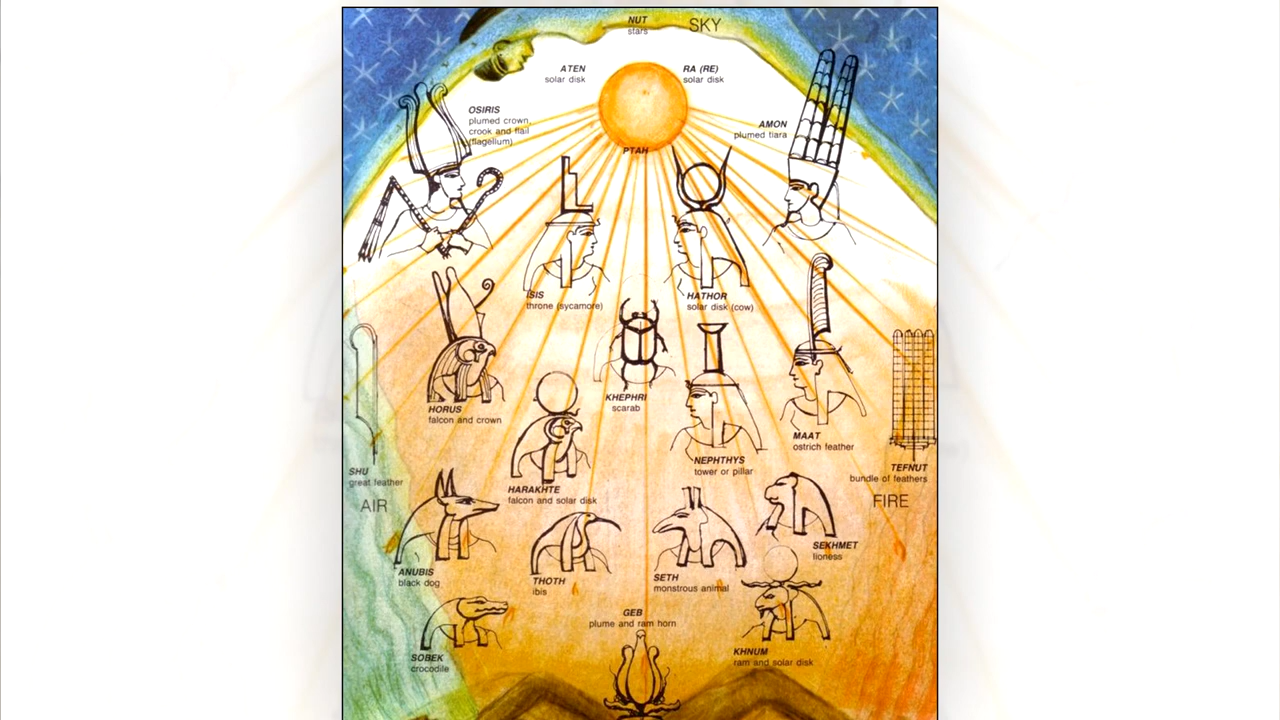 NUT
stars
SKY
ATEN
solar disk
RA (RE)
solar disk
OSIRIS
plumed crown,
crook and flail
(flagellum)
AMON
plumed tiara
PTAH
ISIS
throne (sycamore)
HATHOR
solar disk (cow)
HORUS
falcon and crown
KHEPHRI
scarab
MAAT
ostrich feather
NEPHTHYS
tower or pillar
SHU
great feather
TEFNUT
bundle of feathers
HARAKHTE
falcon and solar disk
AIR
FIRE
ANUBIS
black dog
THOTH
ibis
SETH
monstrous animal
SEKHMET
lioness
GEB
plume and ram horn
SOBEK
crocodile
KHNUM
ram and solar disk